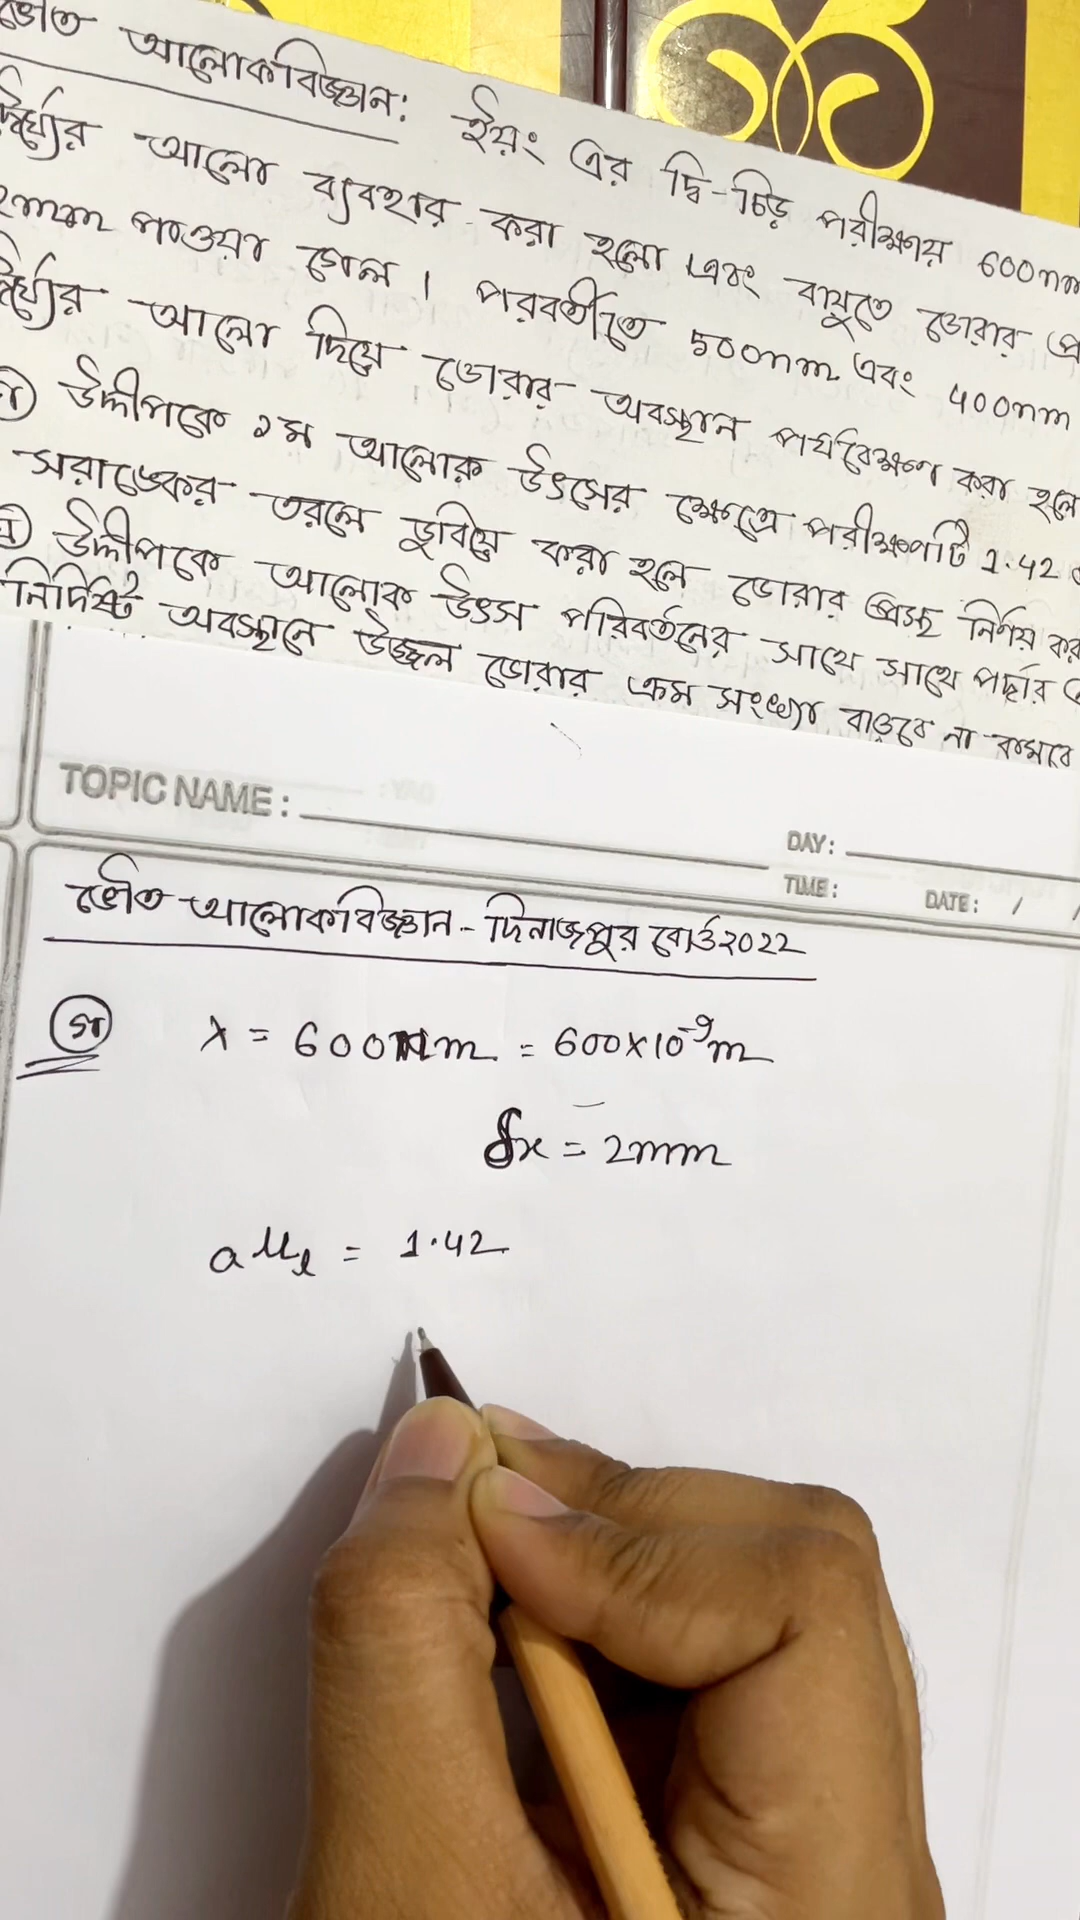 ভৌত আলোকবিজ্ঞান: ইয়ং এর দ্বি-চিড় পরীক্ষায় 600nm
দৈর্ঘ্যের আলো ব্যবহার করা হলো এবং বায়ুতে ডোরার প্র
2mm পাওয়া গেল। পরবর্তীতে 500nm এবং 400nm
দৈর্ঘ্যের আলো দিয়ে ডোরার অবস্থান পর্যবেক্ষণ করা হলে
গ উদ্দীপকে ১ম আলোক উৎসের ক্ষেত্রে পরীক্ষণটি 1.42
সরাঙ্কের তরলে ডুবিয়ে করা হলে ডোরার প্রস্থ নির্ণয় কর
ঘ উদ্দীপকে আলোক উৎস পরিবর্তনের সাথে সাথে পর্দার
নির্দিষ্ট অবস্থানে উজ্জ্বল ডোরার ক্রম সংখ্যা বাড়বে না কমবে
TOPIC NAME :
DAY :
TIME :
DATE : / /
ভৌত আলোকবিজ্ঞান - দিনাজপুর বোর্ড ২০২২
গ λ = 600nm = 600×10⁻⁹m
δx = 2mm
aμl = 1.42